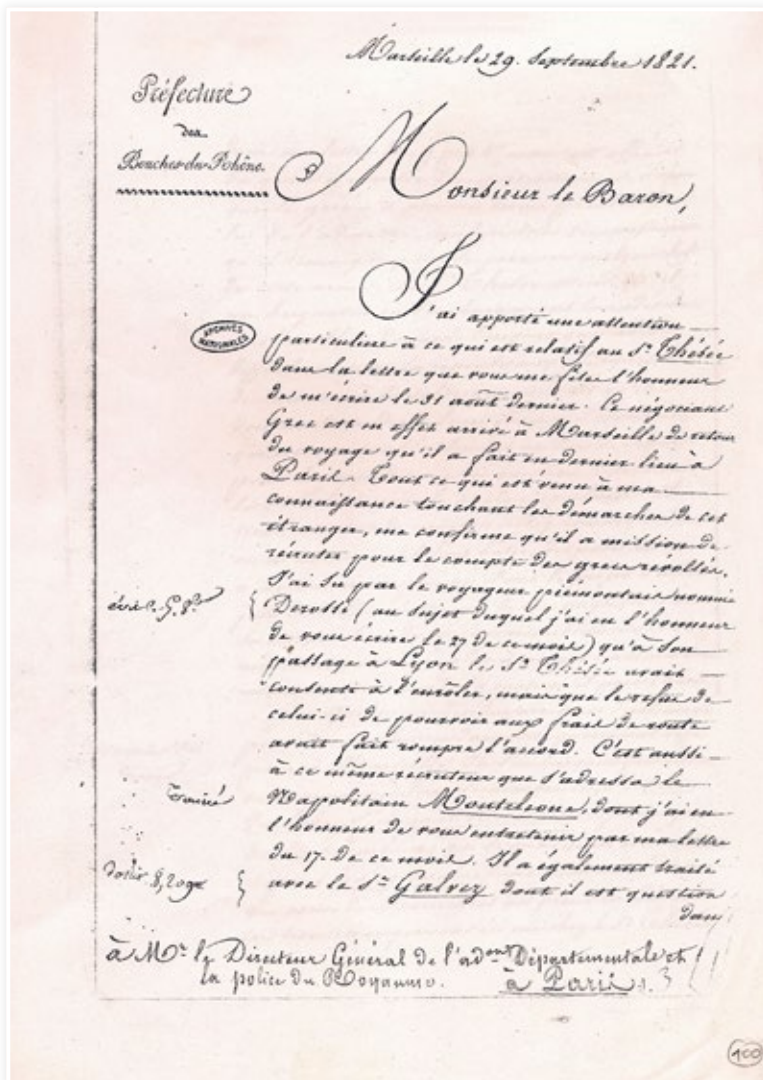 Marseille le 29. Septembre 1821.
Préfecture
des
Bouches-du-Rhône.
Monsieur le Baron,
J'ai apporté une attention
ARCHIVES
NATIONALES
particulière à ce qui est relatif au Sr. Thésée
dans la lettre que vous me fites l'honneur
de m'écrire le 31 août dernier. Ce négociant
Grec est en effet arrivé à Marseille de retour
du voyage qu'il a fait en dernier lieu à
Paris. Tout ce qui est venu à ma
connaissance touchant les démarches de cet
étranger, me confirme qu'il a mission de
recruter pour le compte des grecs révoltés.
J'ai su par le voyageur piémontais nommé
Derossi (au sujet duquel j'ai eu l'honneur
de vous écrire le 27 de ce mois) qu'à son
passage à Lyon le Sr. Thésée avait
consenti à l'enrôler, mais que le refus de
celui-ci de pourvoir aux frais de route
avait fait rompre l'accord. C'est aussi
à ce même recruteur que s'adressa le
Napolitain Monteleone, dont j'ai eu
l'honneur de vous entretenir par ma lettre
du 17. de ce mois. Il a également traité
avec le Sr. Galvez dont il est question
dans
à Mr. le Directeur Général de l'adont Départementale et
la police du Royaume. à Paris.
100